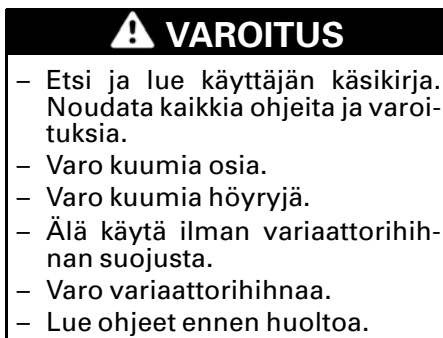 VAROITUS
– Etsi ja lue käyttäjän käsikirja.
Noudata kaikkia ohjeita ja varoi-
tuksia.
– Varo kuumia osia.
– Varo kuumia höyryjä.
– Älä käytä ilman variaattorihih-
nan suojusta.
– Varo variaattorihihnaa.
– Lue ohjeet ennen huoltoa.